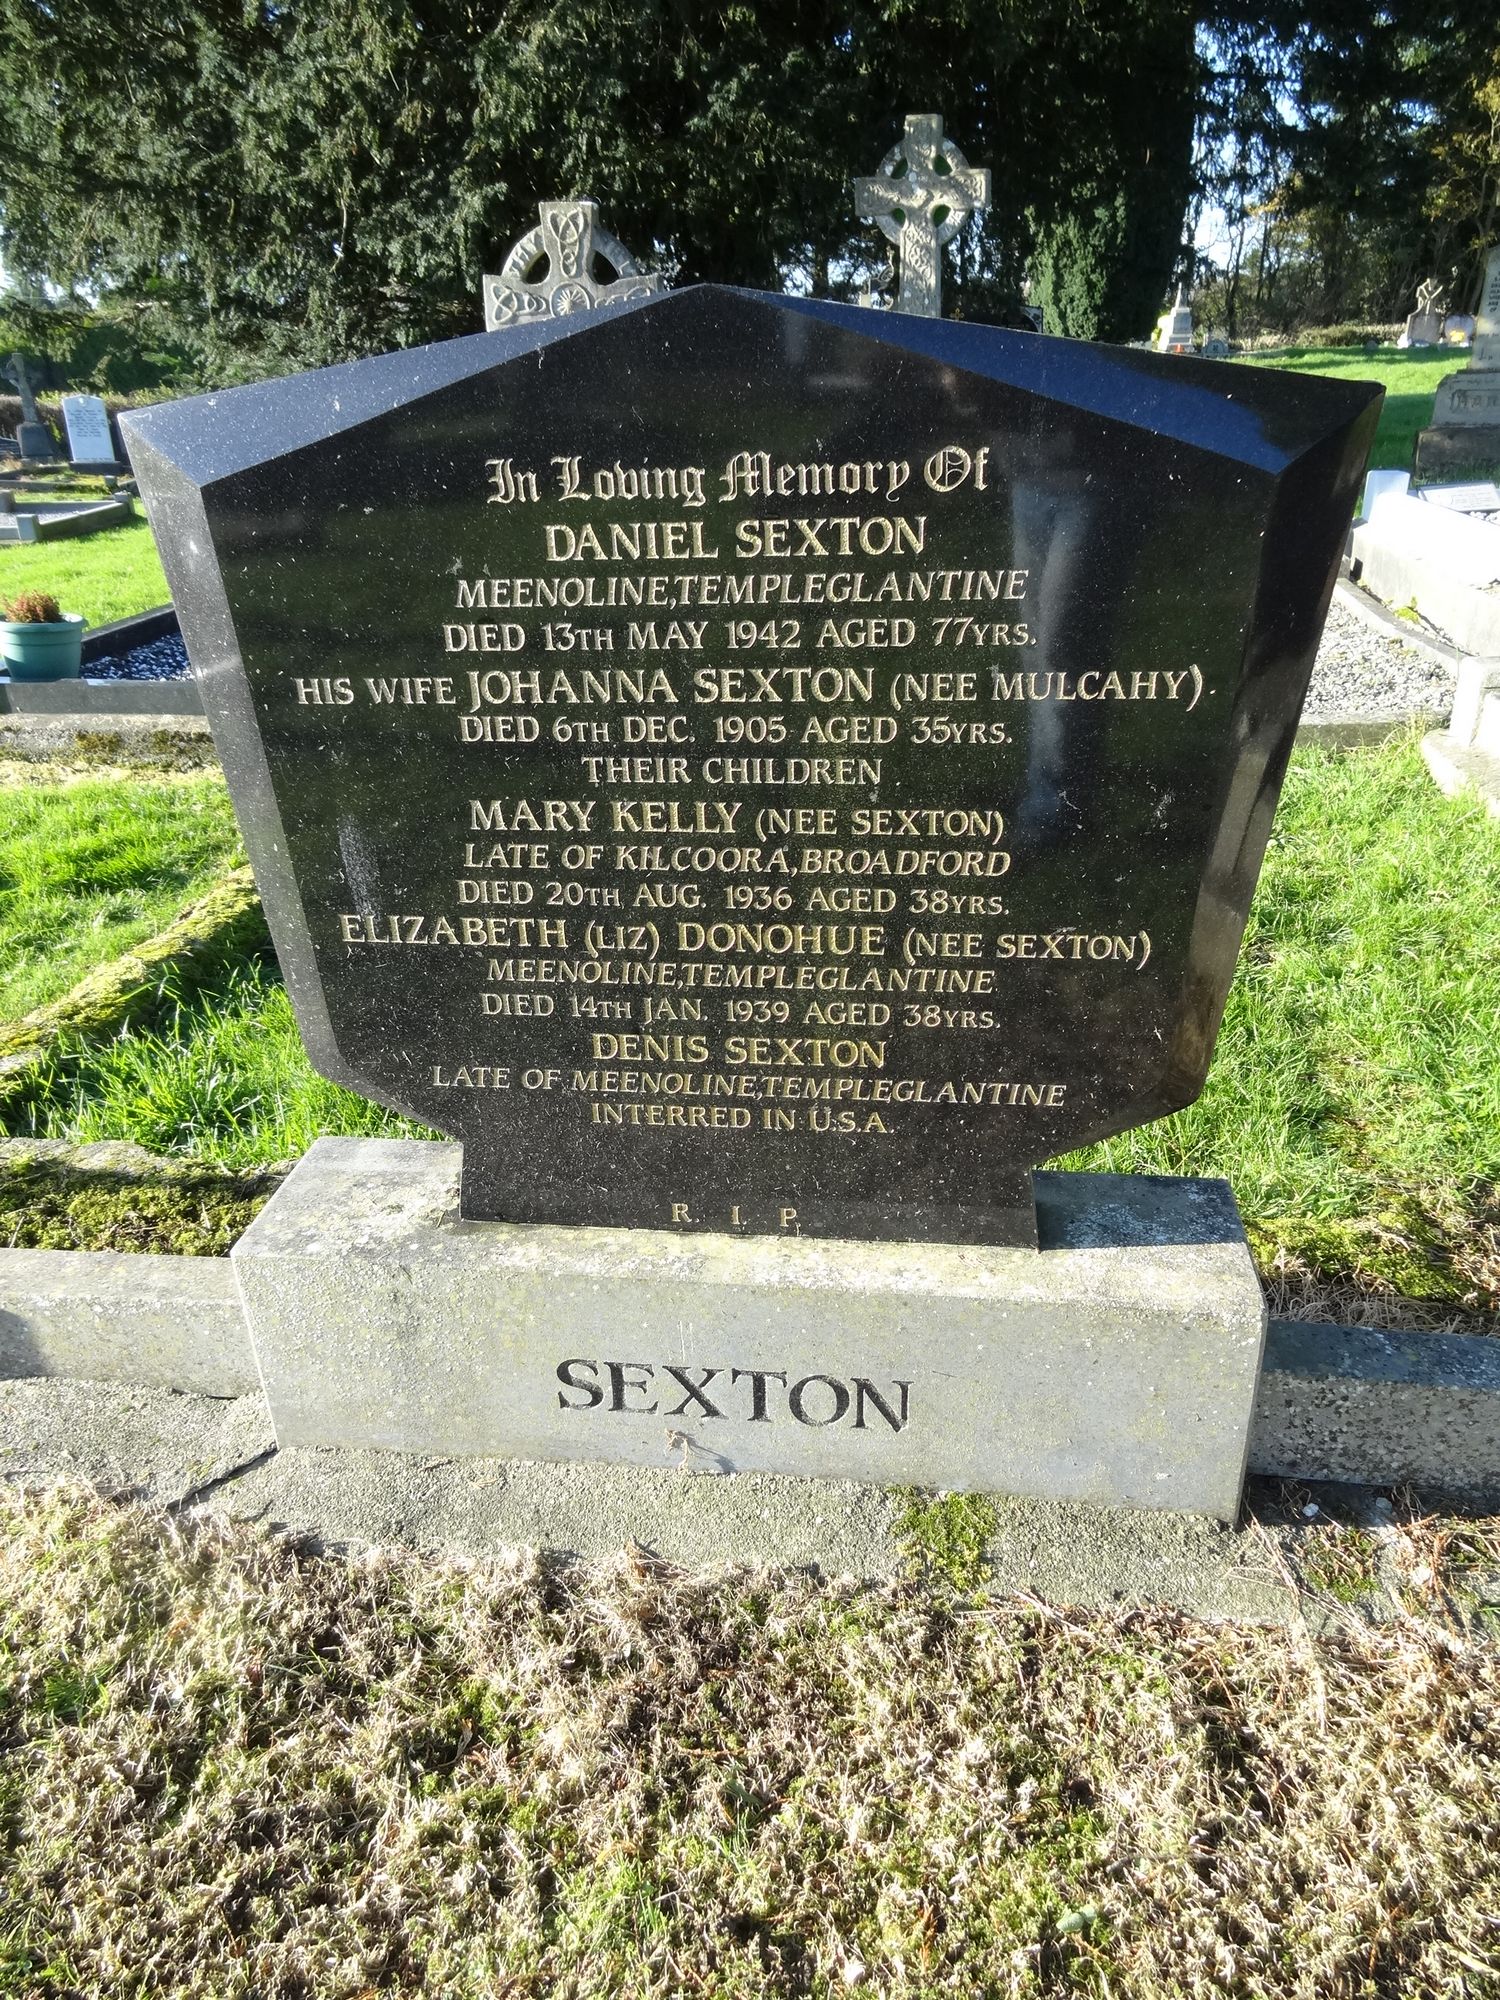 In Loving Memory Of
DANIEL SEXTON
MEENOLINE, TEMPLEGLANTINE
DIED 13TH MAY 1942 AGED 77YRS.
HIS WIFE JOHANNA SEXTON (NEE MULCAHY)
DIED 6TH DEC. 1905 AGED 35YRS.
THEIR CHILDREN
MARY KELLY (NEE SEXTON)
LATE OF KILCOORA, BROADFORD
DIED 20TH AUG. 1936 AGED 38YRS.
ELIZABETH (LIZ) DONOHUE (NEE SEXTON)
MEENOLINE, TEMPLEGLANTINE
DIED 14TH JAN. 1939 AGED 38YRS.
DENIS SEXTON
LATE OF MEENOLINE, TEMPLEGLANTINE
INTERRED IN U.S.A.
R. I. P.
SEXTON